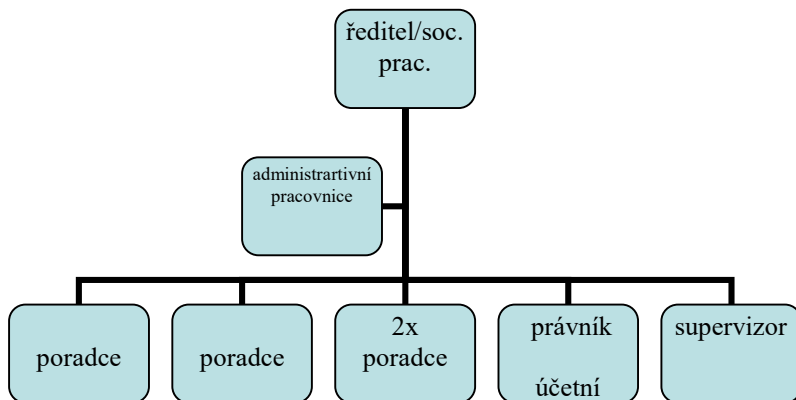 ředitel/soc.
prac.
administrartivní
pracovnice
poradce
poradce
2x
poradce
právník
účetní
supervizor